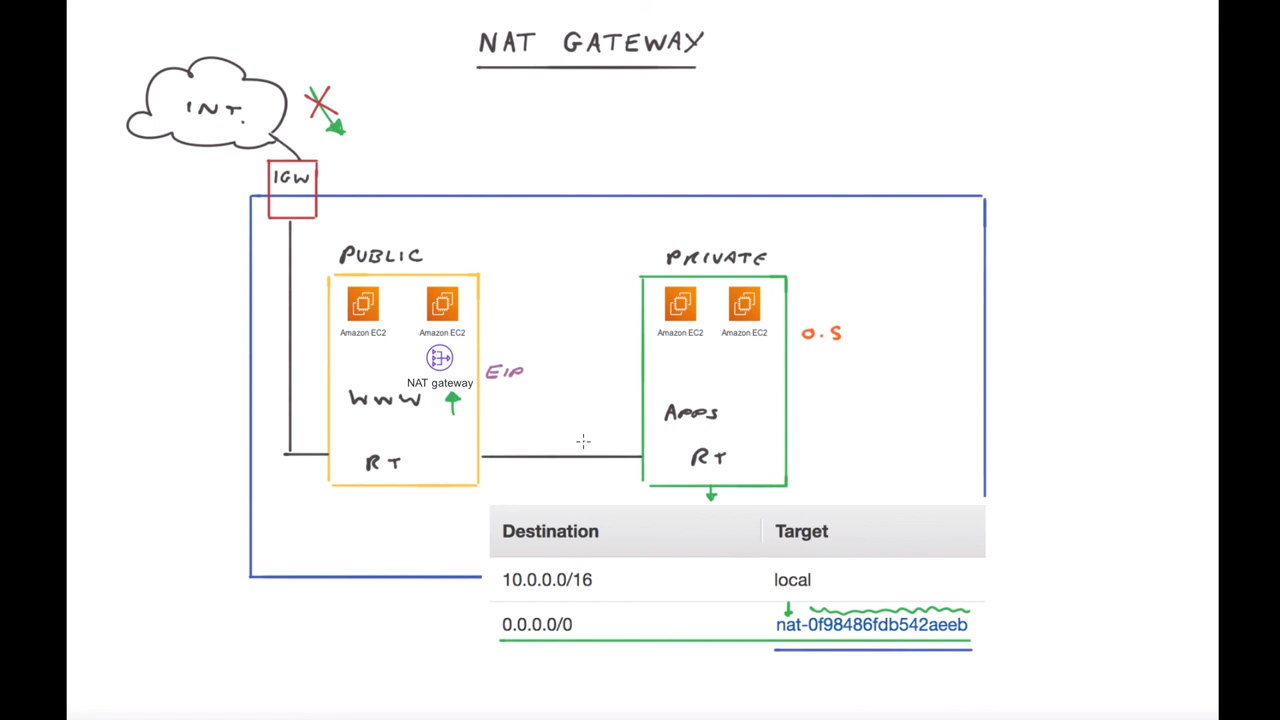 NAT GATEWAY
INT.
IGW
PUBLIC
PRIVATE
Amazon EC2
Amazon EC2
Amazon EC2
Amazon EC2
O.S
NAT gateway
EIP
WWW
APPS
RT
RT
Destination Target
10.0.0.0/16 local
0.0.0.0/0 nat-0f98486fdb542aeeb